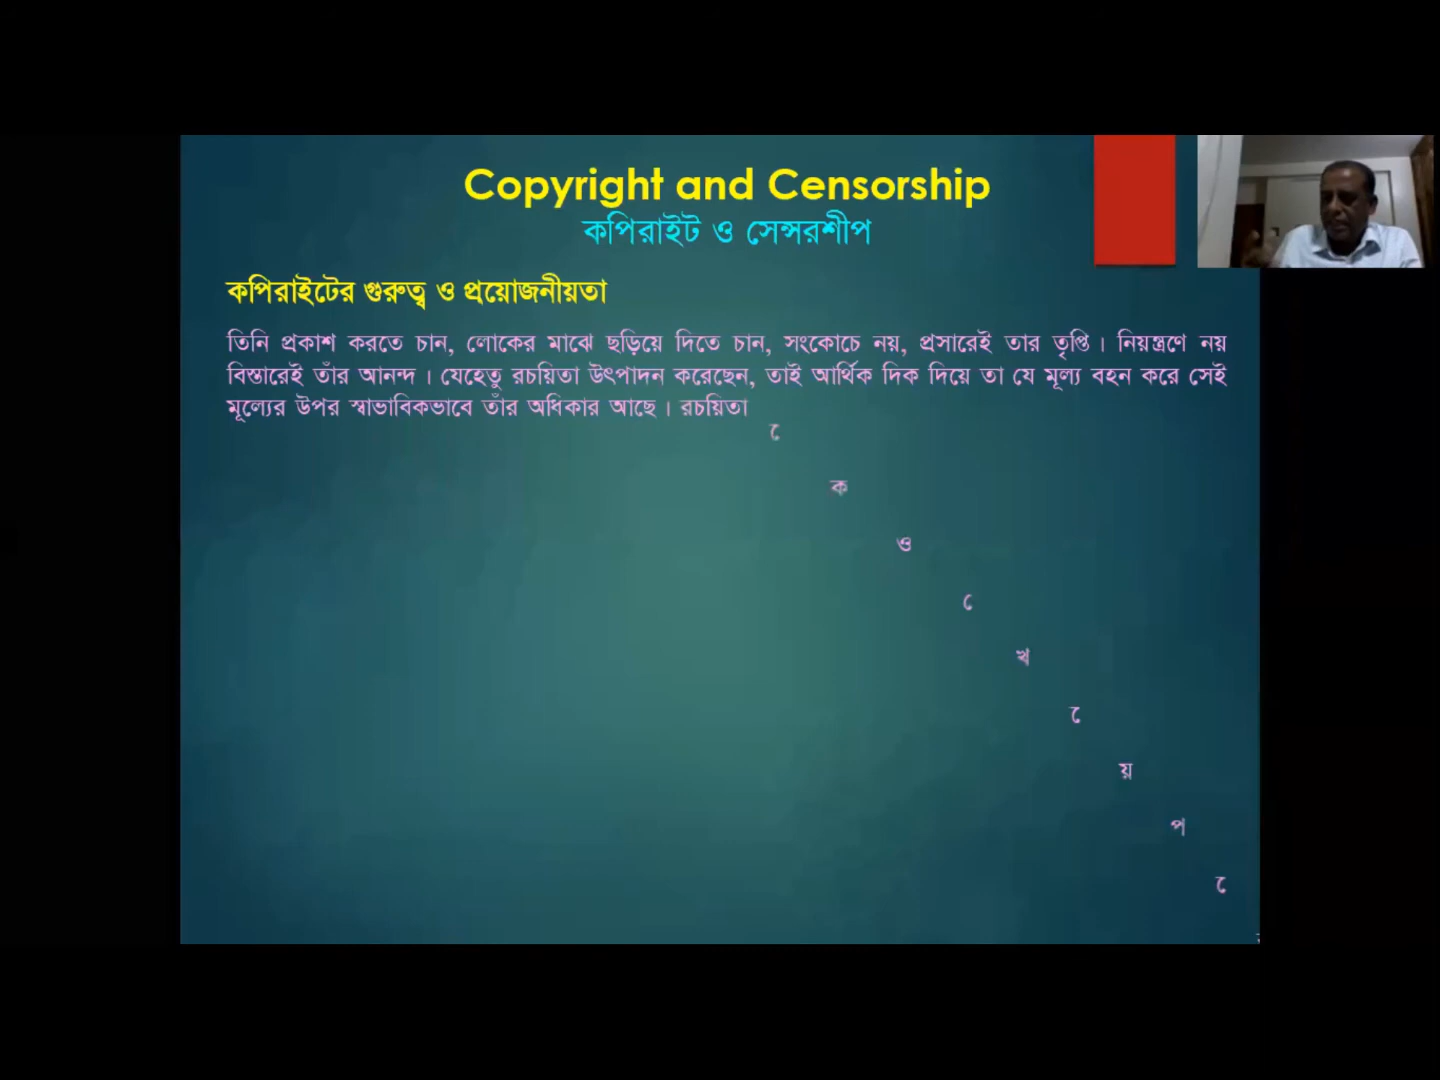 Copyright and Censorship
কপিরাইট ও সেন্সরশীপ
কপিরাইটের গুরুত্ব ও প্রয়োজনীয়তা
তিনি প্রকাশ করতে চান, লোকের মাঝে ছড়িয়ে দিতে চান, সংকোচে নয়, প্রসারেই তার তৃপ্তি। নিয়ন্ত্রণে নয়
বিস্তারেই তাঁর আনন্দ। যেহেতু রচয়িতা উৎপাদন করেছেন, তাই আর্থিক দিক দিয়ে তা যে মূল্য বহন করে সেই
মূল্যের উপর স্বাভাবিকভাবে তাঁর অধিকার আছে। রচয়িতা
ে
ক
ও
ে
খ
ে
য়
প
ে